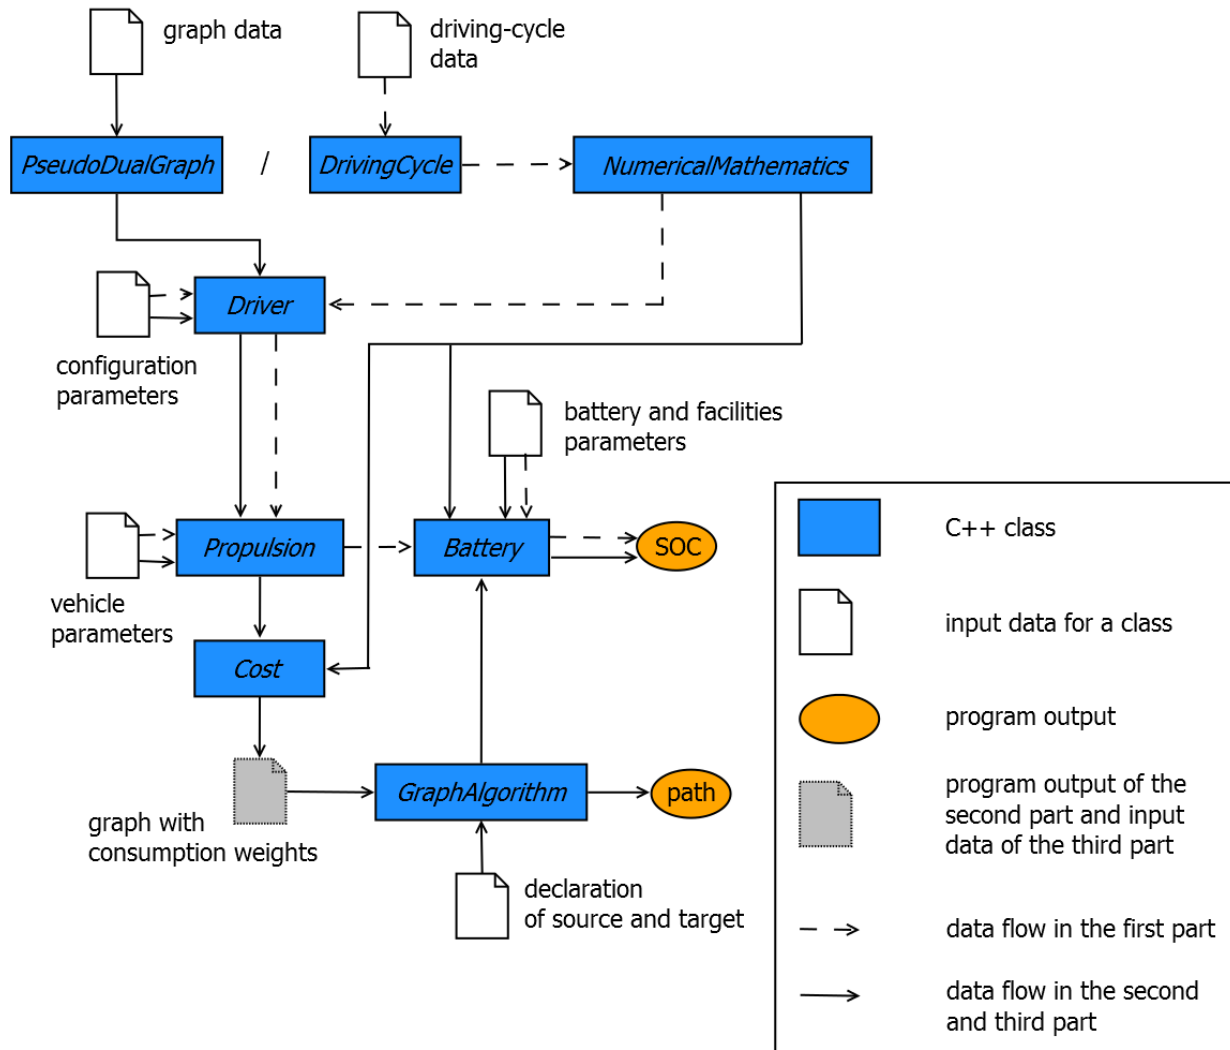 graph data
driving-cycle
data
PseudoDualGraph
/
DrivingCycle
NumericalMathematics
Driver
configuration
parameters
battery and facilities
parameters
Propulsion
Battery
SOC
vehicle
parameters
Cost
GraphAlgorithm
path
graph with
consumption weights
declaration
of source and target
C++ class
input data for a class
program output
program output of the
second part and input
data of the third part
data flow in the first part
data flow in the second
and third part